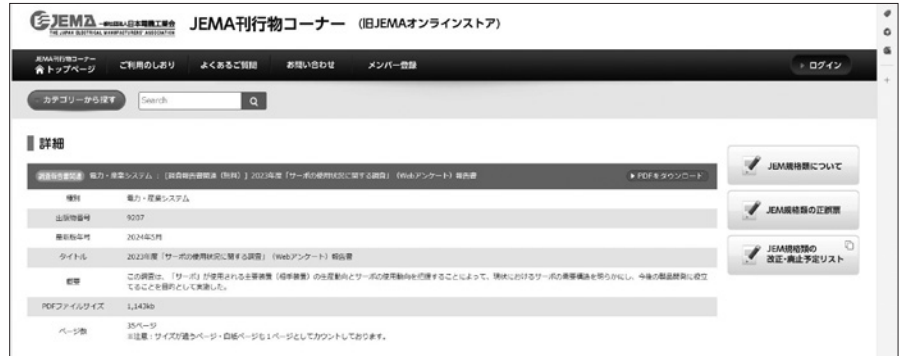 JEMA 一般社団法人日本電機工業会
THE JAPAN ELECTRICAL MANUFACTURERS' ASSOCIATION
JEMA刊行物コーナー (旧JEMAオンラインストア)
JEMA刊行物コーナー
トップページ ご利用のしおり よくあるご質問 お問い合わせ メンバー登録 ログイン
カテゴリーから探す Search
詳細
調査報告書関連 電力・産業システム : [調査報告書関連(別料)] 2023年度「サーボの使用状況に関する調査」(Webアンケート) 報告書 PDFをダウンロード
種別 電力・産業システム
出版物番号 9207
最新版年月 2024年5月
タイトル 2023年度「サーボの使用状況に関する調査」(Webアンケート) 報告書
概要 この調査は、「サーボ」が使用される主要装置(相手装置)の生産動向とサーボの使用動向を把握することによって、現状におけるサーボの需要構造を明らかにし、今後の製品開発に役立
てることを目的として実施した。
PDFファイルサイズ 1,143kb
ページ数 35ページ
※注意:サイズが違うページ・白紙ページも1ページとしてカウントしております。
JEM規格類について
JEM規格類の正誤票
JEM規格類の
改正・廃止予定リスト